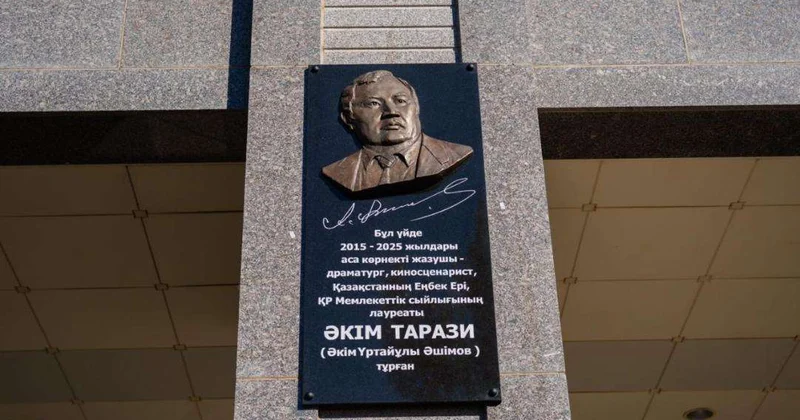 Бұл үйде
2015 - 2025 жылдары
аса көрнекті жазушы -
драматург, киносценарист,
Қазақстанның Еңбек Ері,
ҚР Мемлекеттік сыйлығының
лауреаты
ӘКІМ ТАРАЗИ
( Әкім Уртайұлы Әшімов )
тұрған